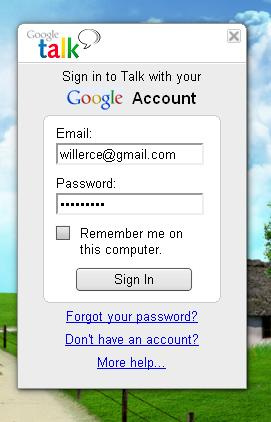 Google
talk
Sign in to Talk with your
Google Account
Email:
willerce@gmail.com
Password:
•••••••••
Remember me on
this computer.
Sign In
Forgot your password?
Don't have an account?
More help...